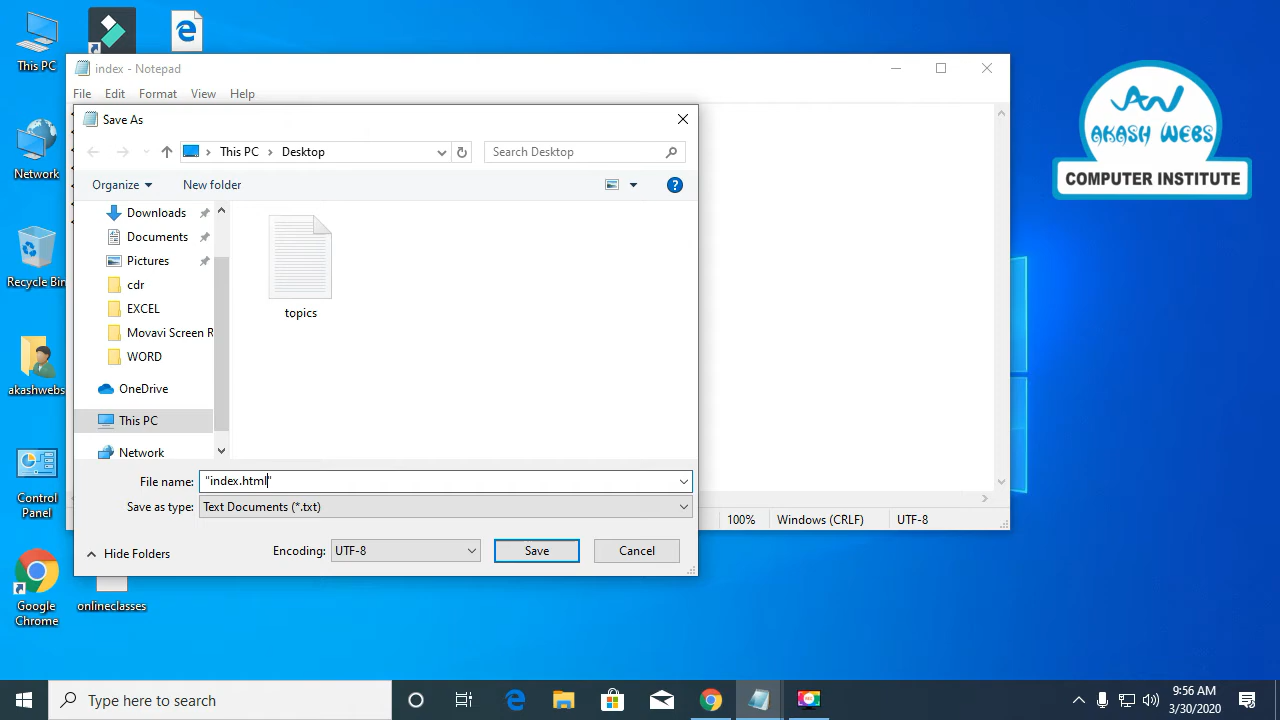 This PC
Network
Recycle Bin
akashwebs
Control
Panel
Google
Chrome
onlineclasses
index - Notepad
File Edit Format View Help
Save As
This PC Desktop
Search Desktop
Organize New folder
Downloads
Documents
Pictures
cdr
EXCEL
Movavi Screen R
WORD
OneDrive
This PC
Network
topics
File name: "index.html"
Save as type: Text Documents (*.txt)
Hide Folders Encoding: UTF-8 Save Cancel
100% Windows (CRLF) UTF-8
AW
AKASH WEBS
COMPUTER INSTITUTE
Type here to search
9:56 AM
3/30/2020